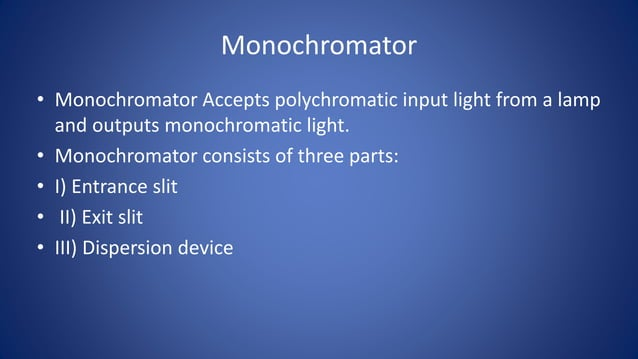 Monochromator
• Monochromator Accepts polychromatic input light from a lamp
and outputs monochromatic light.
• Monochromator consists of three parts:
• I) Entrance slit
• II) Exit slit
• III) Dispersion device